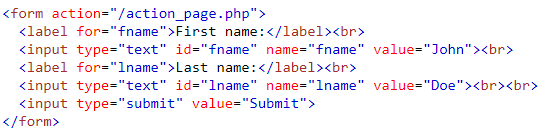 <form action="/action_page.php">
  <label for="fname">First name:</label><br>
  <input type="text" id="fname" name="fname" value="John"><br>
  <label for="lname">Last name:</label><br>
  <input type="text" id="lname" name="lname" value="Doe"><br><br>
  <input type="submit" value="Submit">
</form>